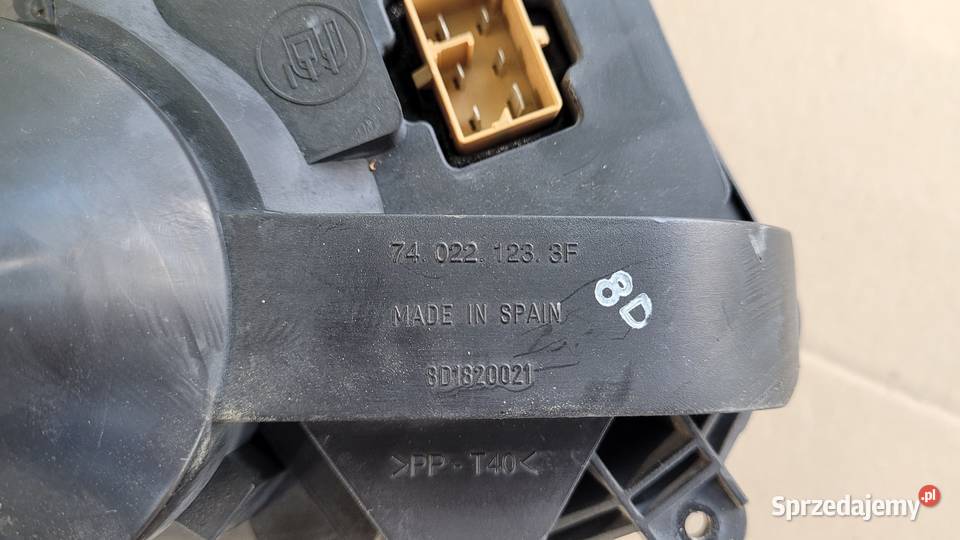 74. 022. 123. 3F
8D
MADE IN SPAIN
8D1820021
>PP-T40<
Sprzedajemy.pl